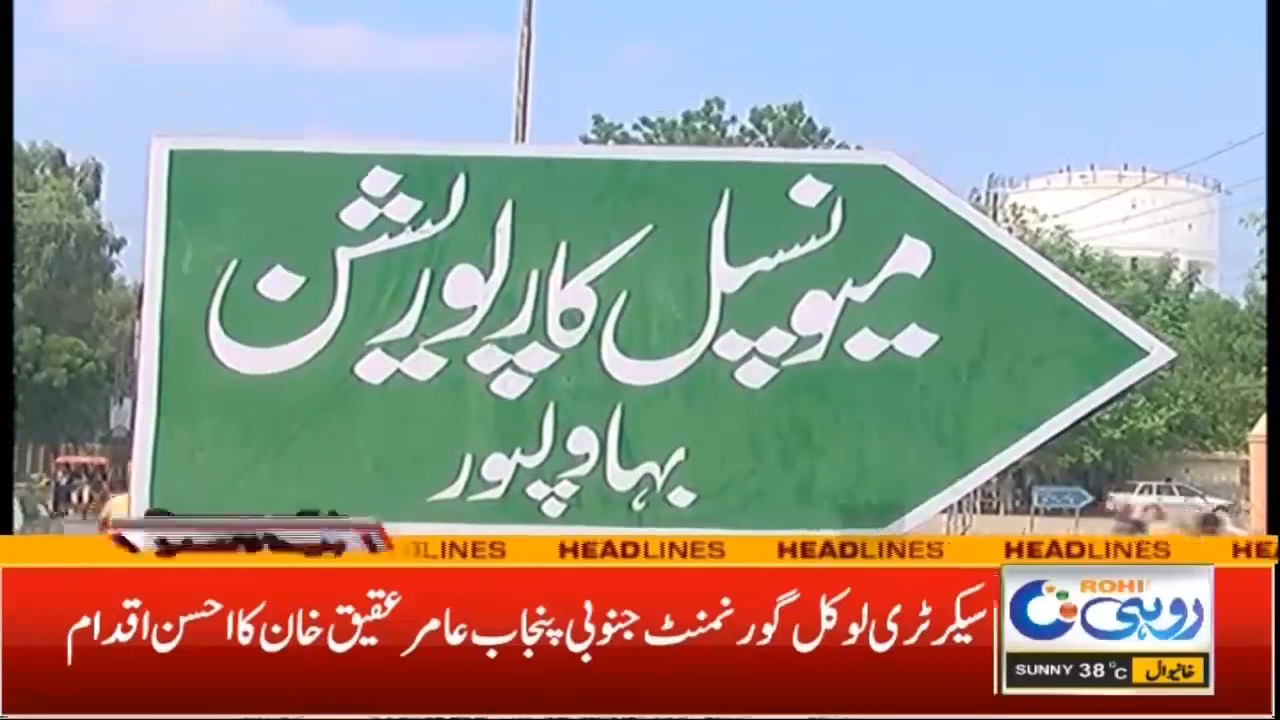 میونسپل کارپوریشن
بہاولپور
HEADLINES HEADLINES HEADLINES
سیکرٹری لوکل گورنمنٹ جنوبی پنجاب عامر عقیق خان کا احسن اقدام
ROHI
روہی
SUNNY 38°C خانیوال